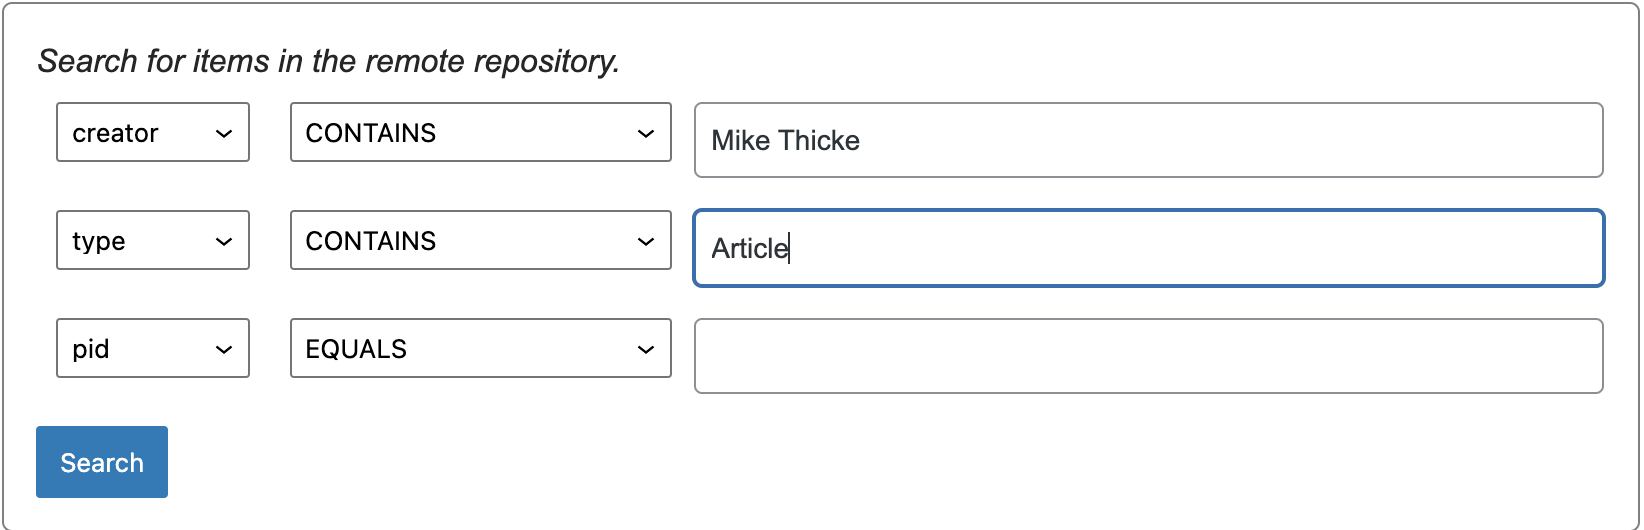 Search for items in the remote repository.
creator CONTAINS Mike Thicke
type CONTAINS Article
pid EQUALS
Search